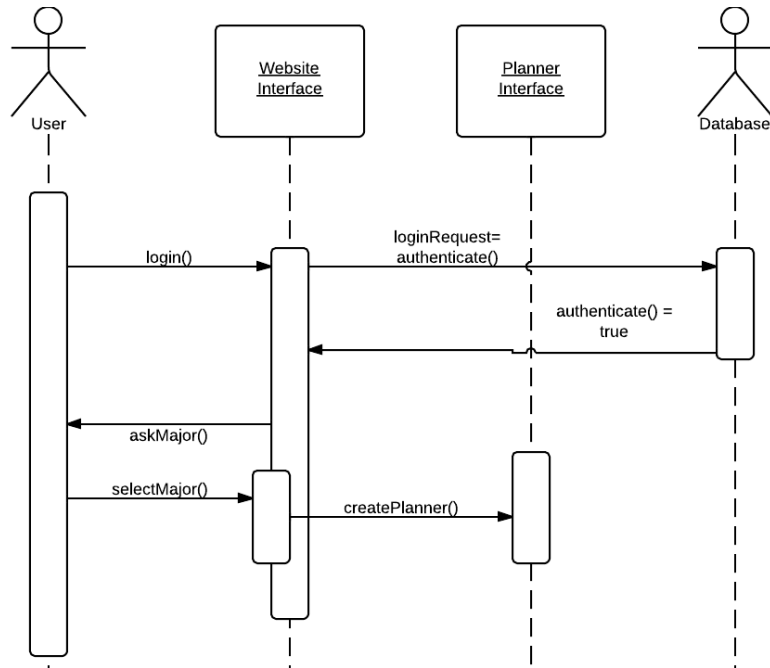 Website
Interface
Planner
Interface
User
Database
login()
loginRequest=
authenticate()
authenticate() =
true
askMajor()
selectMajor()
createPlanner()